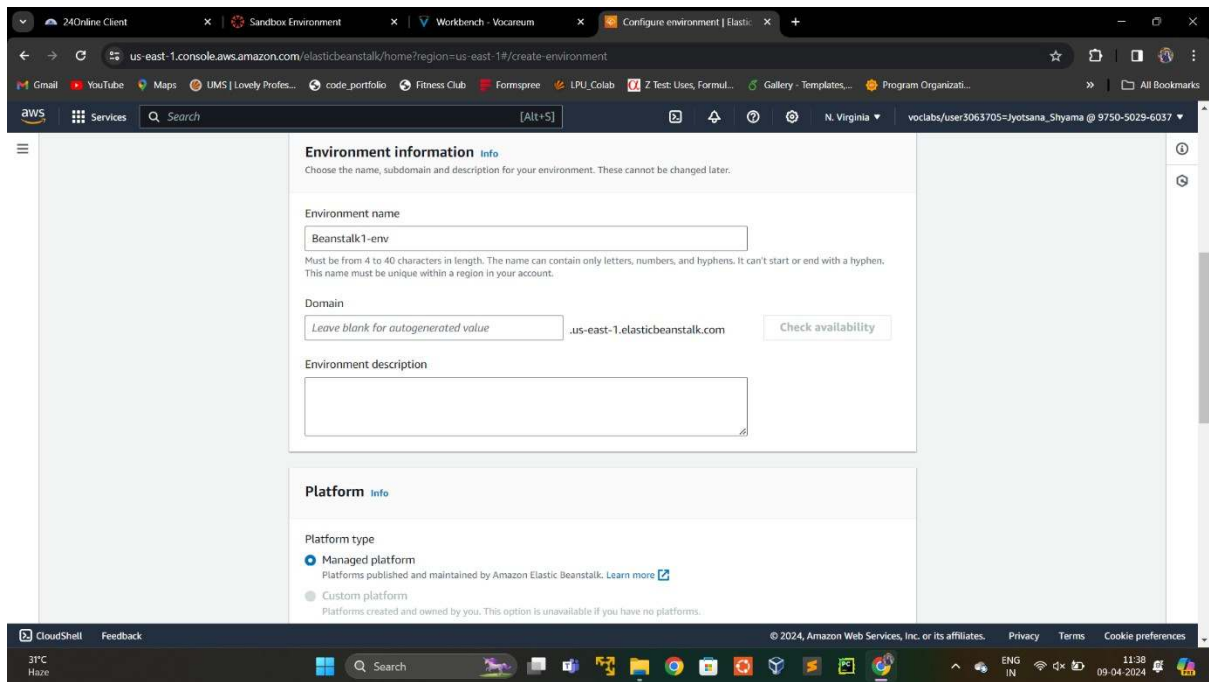 24Online Client
Sandbox Environment
Workbench - Vocareum
Configure environment | Elastic
us-east-1.console.aws.amazon.com/elasticbeanstalk/home?region=us-east-1#/create-environment
Gmail YouTube Maps UMS | Lovely Profes... code_portfolio Fitness Club Formspree LPU_Colab Z Test: Uses, Formul... Gallery - Templates,... Program Organizati... » All Bookmarks
aws Services Search [Alt+S] N. Virginia ▼ voclabs/user3063705=Jyotsana_Shyama @ 9750-5029-6037 ▼
Environment information Info
Choose the name, subdomain and description for your environment. These cannot be changed later.
Environment name
Beanstalk1-env
Must be from 4 to 40 characters in length. The name can contain only letters, numbers, and hyphens. It can't start or end with a hyphen.
This name must be unique within a region in your account.
Domain
Leave blank for autogenerated value .us-east-1.elasticbeanstalk.com Check availability
Environment description
Platform Info
Platform type
Managed platform
Platforms published and maintained by Amazon Elastic Beanstalk. Learn more
Custom platform
Platforms created and owned by you. This option is unavailable if you have no platforms.
CloudShell Feedback © 2024, Amazon Web Services, Inc. or its affiliates. Privacy Terms Cookie preferences
31°C
Haze
Search
ENG
IN
11:38
09-04-2024